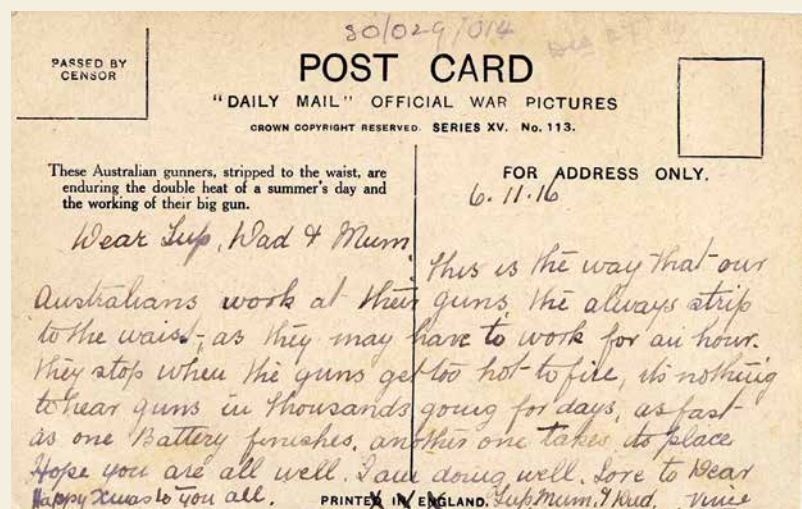 80/029/014
PASSED BY
CENSOR
POST CARD
"DAILY MAIL" OFFICIAL WAR PICTURES
CROWN COPYRIGHT RESERVED. SERIES XV. No. 113.
These Australian gunners, stripped to the waist, are
enduring the double heat of a summer's day and
the working of their big gun.
FOR ADDRESS ONLY.
6.11.16
Dear Lup, Dad & Mum.
This is the way that our
Australians work at their guns, the always strip
to the waist, as they may have to work for an hour.
they stop when the guns get too hot to fire, its nothing
to hear guns in thousands going for days, as fast
as one Battery finishes, another one takes its place
Hope you are all well. I am doing well. Love to Dear
Happy Xmas to you all. PRINTED IN ENGLAND. Lup, Mum, & Dad. Vince
X X X